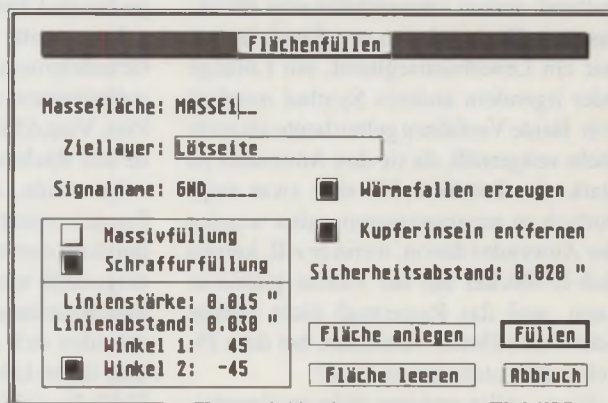 Flächenfüllen
Massefläche: MASSE1__
Ziellayer: Lötseite
Signalname: GND_____
Wärmefallen erzeugen
Massivfüllung
Kupferinseln entfernen
Schraffurfüllung
Sicherheitsabstand: 0.020 "
Linienstärke: 0.015 "
Linienabstand: 0.030 "
Winkel 1: 45
Winkel 2: -45
Fläche anlegen
Füllen
Fläche leeren
Abbruch